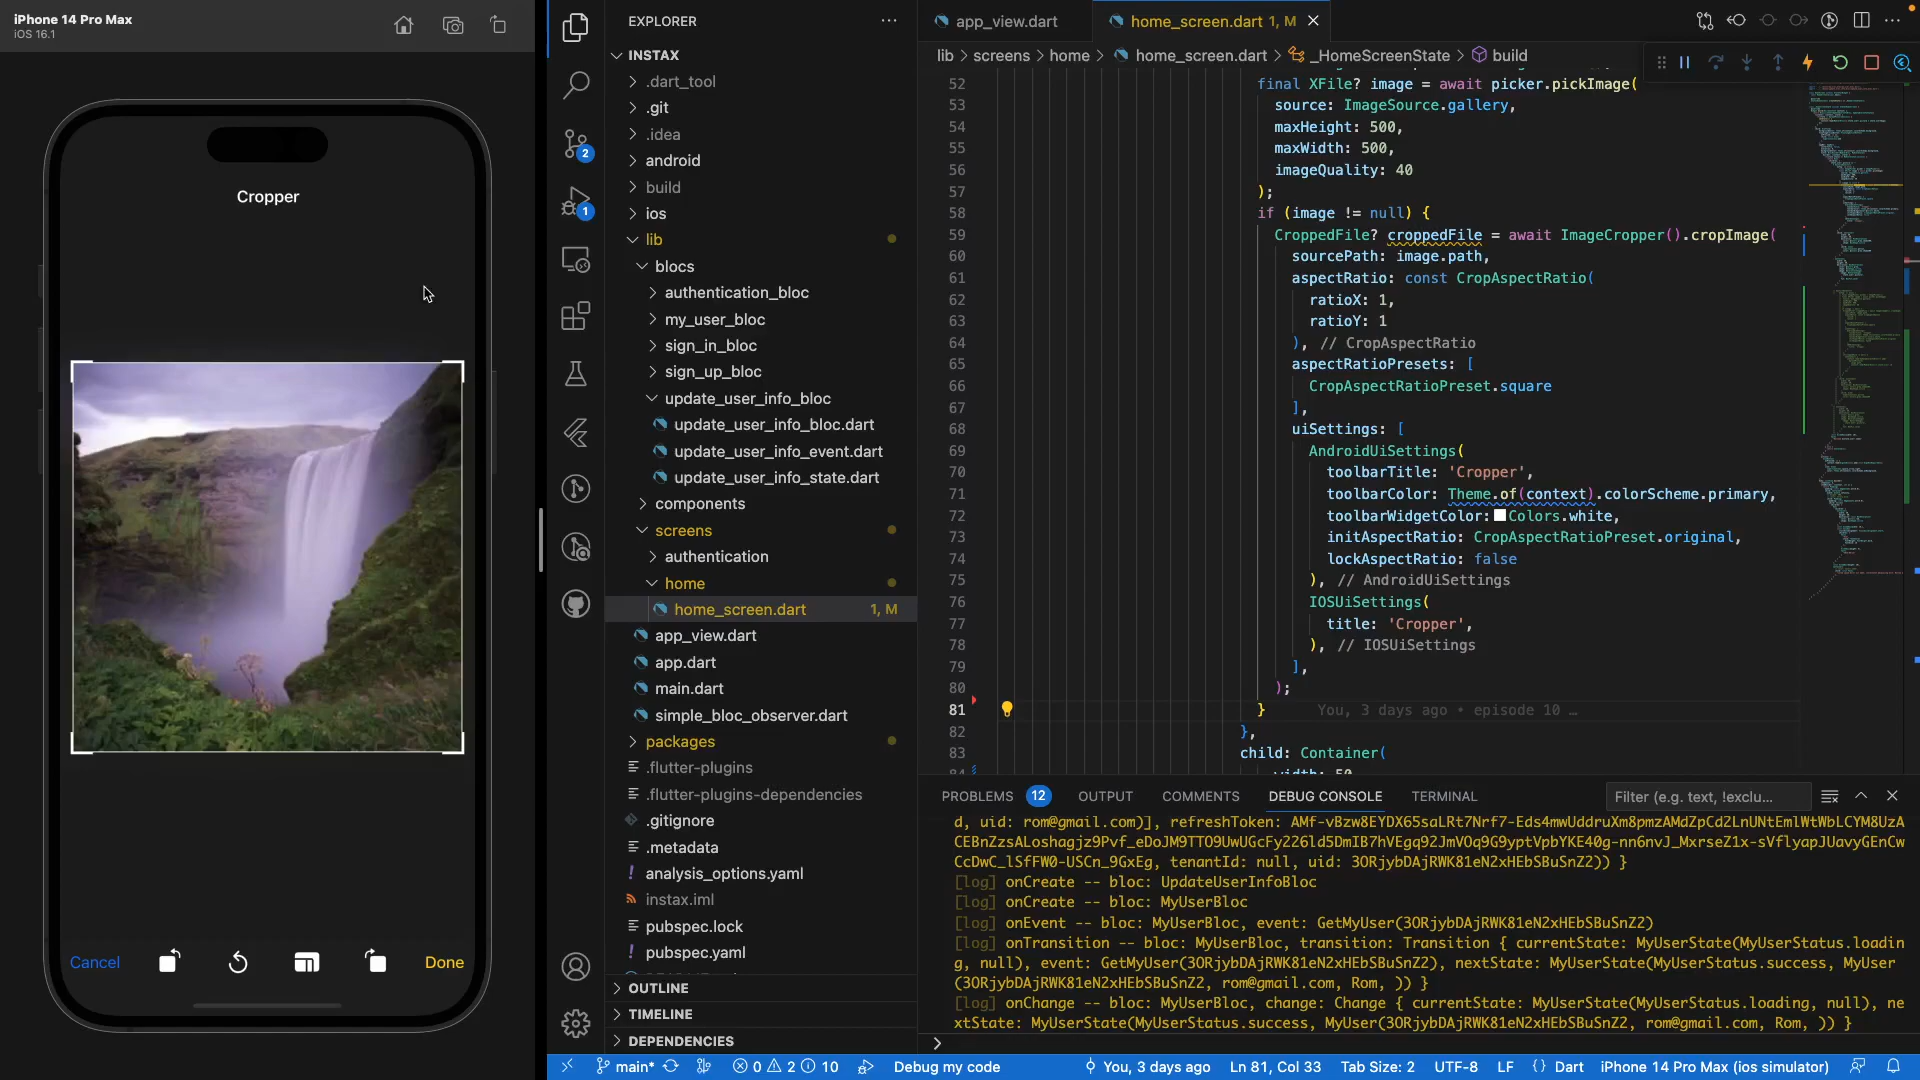 iPhone 14 Pro Max
iOS 16.1
Cropper
Cancel
Done
EXPLORER
INSTAX
.dart_tool
.git
.idea
android
build
ios
lib
blocs
authentication_bloc
my_user_bloc
sign_in_bloc
sign_up_bloc
update_user_info_bloc
update_user_info_bloc.dart
update_user_info_event.dart
update_user_info_state.dart
components
screens
authentication
home
home_screen.dart 1, M
app_view.dart
app.dart
main.dart
simple_bloc_observer.dart
packages
.flutter-plugins
.flutter-plugins-dependencies
.gitignore
.metadata
analysis_options.yaml
instax.iml
pubspec.lock
pubspec.yaml
OUTLINE
TIMELINE
DEPENDENCIES
2
1
app_view.dart
home_screen.dart 1, M
lib > screens > home > home_screen.dart > _HomeScreenState > build
52 final XFile? image = await picker.pickImage(
53 source: ImageSource.gallery,
54 maxHeight: 500,
55 maxWidth: 500,
56 imageQuality: 40
57 );
58 if (image != null) {
59 CroppedFile? croppedFile = await ImageCropper().cropImage(
60 sourcePath: image.path,
61 aspectRatio: const CropAspectRatio(
62 ratioX: 1,
63 ratioY: 1
64 ), // CropAspectRatio
65 aspectRatioPresets: [
66 CropAspectRatioPreset.square
67 ],
68 uiSettings: [
69 AndroidUiSettings(
70 toolbarTitle: 'Cropper',
71 toolbarColor: Theme.of(context).colorScheme.primary,
72 toolbarWidgetColor: Colors.white,
73 initAspectRatio: CropAspectRatioPreset.original,
74 lockAspectRatio: false
75 ), // AndroidUiSettings
76 IOSUiSettings(
77 title: 'Cropper',
78 ), // IOSUiSettings
79 ],
80 );
81 } You, 3 days ago • episode 10 …
82 },
83 child: Container(
84 width: 50
PROBLEMS 12 OUTPUT COMMENTS DEBUG CONSOLE TERMINAL
Filter (e.g. text, !exclu...
d, uid: rom@gmail.com)], refreshToken: AMf-vBzw8EYDX65saLRt7Nrf7-Eds4mwUddruXm8pmzAMdZpCd2LnUNtEmlWtWbLCYM8UzA
CEBnZzsALoshagjz9Pvf_eDoJM9TTO9UwUGcFy226ld5DmIB7hVEgq92JmVOq9G9yptVpbYKE40g-nn6nvJ_MxrseZ1x-sVflyapJUavyGEnCw
CcDwC_lSfFW0-USCn_9GxEg, tenantId: null, uid: 3ORjybDAjRWK81eN2xHEbSBuSnZ2)) }
[log] onCreate -- bloc: UpdateUserInfoBloc
[log] onCreate -- bloc: MyUserBloc
[log] onEvent -- bloc: MyUserBloc, event: GetMyUser(3ORjybDAjRWK81eN2xHEbSBuSnZ2)
[log] onTransition -- bloc: MyUserBloc, transition: Transition { currentState: MyUserState(MyUserStatus.loadin
g, null), event: GetMyUser(3ORjybDAjRWK81eN2xHEbSBuSnZ2), nextState: MyUserState(MyUserStatus.success, MyUser
(3ORjybDAjRWK81eN2xHEbSBuSnZ2, rom@gmail.com, Rom, )) }
[log] onChange -- bloc: MyUserBloc, change: Change { currentState: MyUserState(MyUserStatus.loading, null), ne
xtState: MyUserState(MyUserStatus.success, MyUser(3ORjybDAjRWK81eN2xHEbSBuSnZ2, rom@gmail.com, Rom, )) }
main* 0 2 10 Debug my code You, 3 days ago Ln 81, Col 33 Tab Size: 2 UTF-8 LF {} Dart iPhone 14 Pro Max (ios simulator)